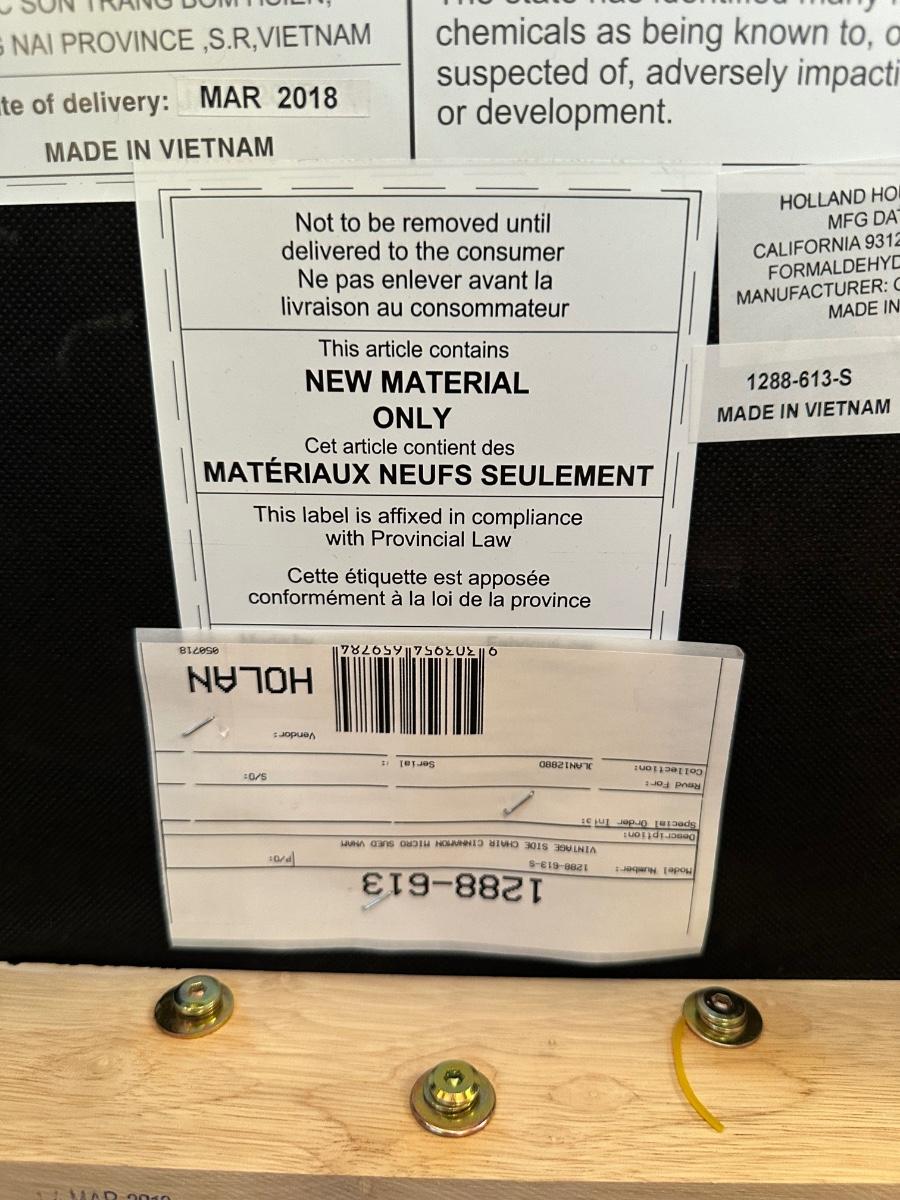 NAI PROVINCE ,S.R,VIETNAM
te of delivery: MAR 2018
MADE IN VIETNAM
chemicals as being known to, o
suspected of, adversely impacti
or development.
Not to be removed until
delivered to the consumer
Ne pas enlever avant la
livraison au consommateur
This article contains
NEW MATERIAL
ONLY
Cet article contient des
MATÉRIAUX NEUFS SEULEMENT
This label is affixed in compliance
with Provincial Law
Cette étiquette est apposée
conformément à la loi de la province
HOLLAND HO
MFG DA
CALIFORNIA 9312
FORMALDEHYD
MANUFACTURER:
MADE IN
1288-613-S
MADE IN VIETNAM
1288-613
Model Number: 1288-613-S P/O:
VINTAGE SIDE CHAIR CINNAMON MICRO SUED
Description:
Special Order
Rsvd For: S/O:
Collection: Serial
Vendor:
HOLAN
050718